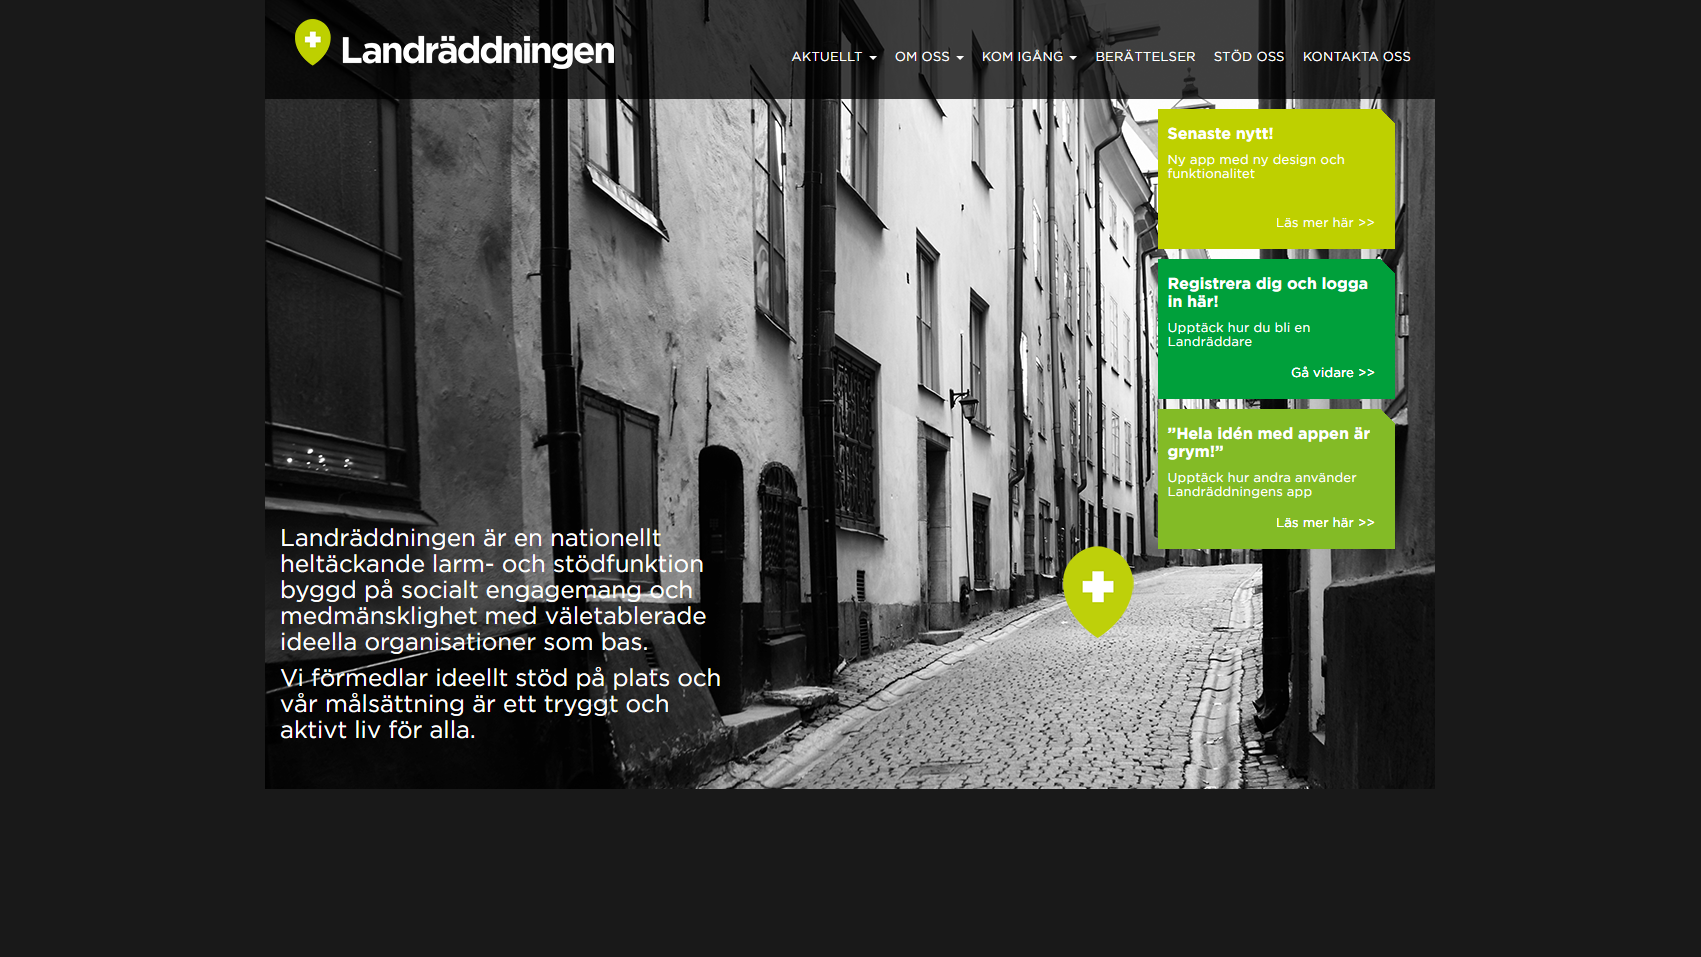 Landräddningen
AKTUELLT OM OSS KOM IGÅNG BERÄTTELSER STÖD OSS KONTAKTA OSS
Senaste nytt!
Ny app med ny design och
funktionalitet
Läs mer här >>
Registrera dig och logga
in här!
Upptäck hur du bli en
Landräddare
Gå vidare >>
”Hela idén med appen är
grym!”
Upptäck hur andra använder
Landräddningens app
Läs mer här >>
Landräddningen är en nationellt
heltäckande larm- och stödfunktion
byggd på socialt engagemang och
medmänsklighet med väletablerade
ideella organisationer som bas.
Vi förmedlar ideellt stöd på plats och
vår målsättning är ett tryggt och
aktivt liv för alla.